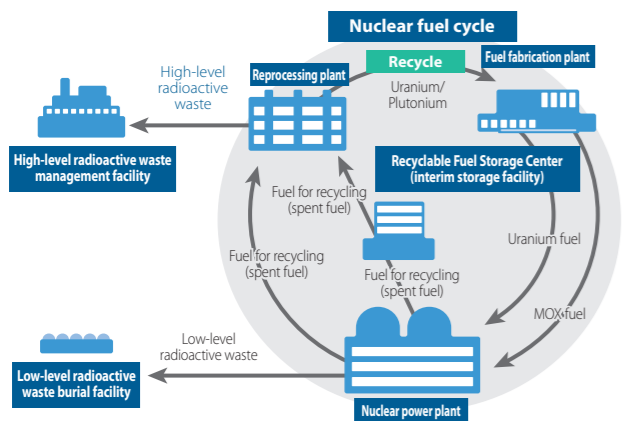 Nuclear fuel cycle
Recycle
Fuel fabrication plant
High-level
radioactive
waste
Reprocessing plant
Uranium/
Plutonium
High-level radioactive waste
management facility
Recyclable Fuel Storage Center
(interim storage facility)
Fuel for recycling
(spent fuel)
Uranium fuel
Fuel for recycling
(spent fuel)
Fuel for recycling
(spent fuel)
MOX fuel
Low-level
radioactive waste
Low-level radioactive
waste burial facility
Nuclear power plant